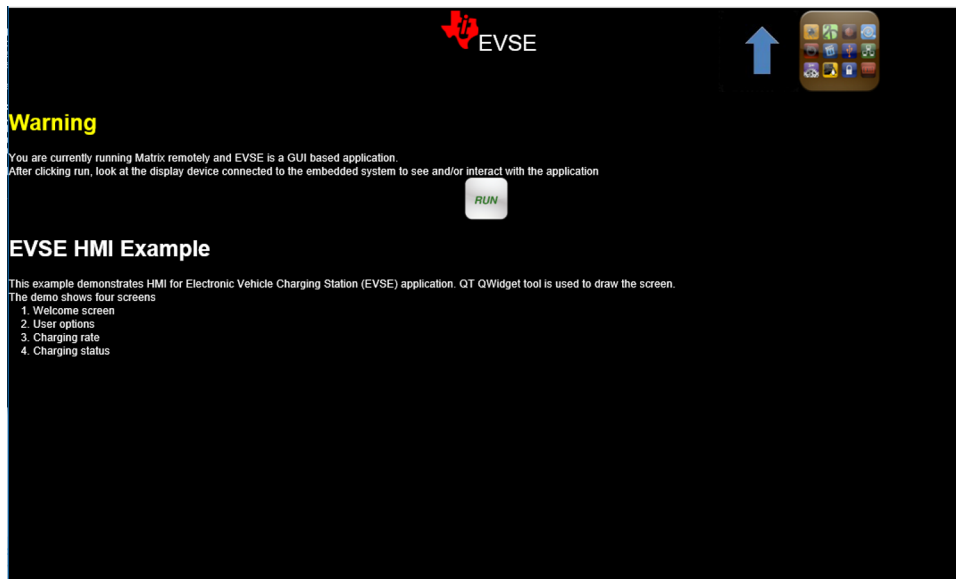 EVSE
Warning
You are currently running Matrix remotely and EVSE is a GUI based application.
After clicking run, look at the display device connected to the embedded system to see and/or interact with the application
RUN
EVSE HMI Example
This example demonstrates HMI for Electronic Vehicle Charging Station (EVSE) application. QT QWidget tool is used to draw the screen.
The demo shows four screens
1. Welcome screen
2. User options
3. Charging rate
4. Charging status